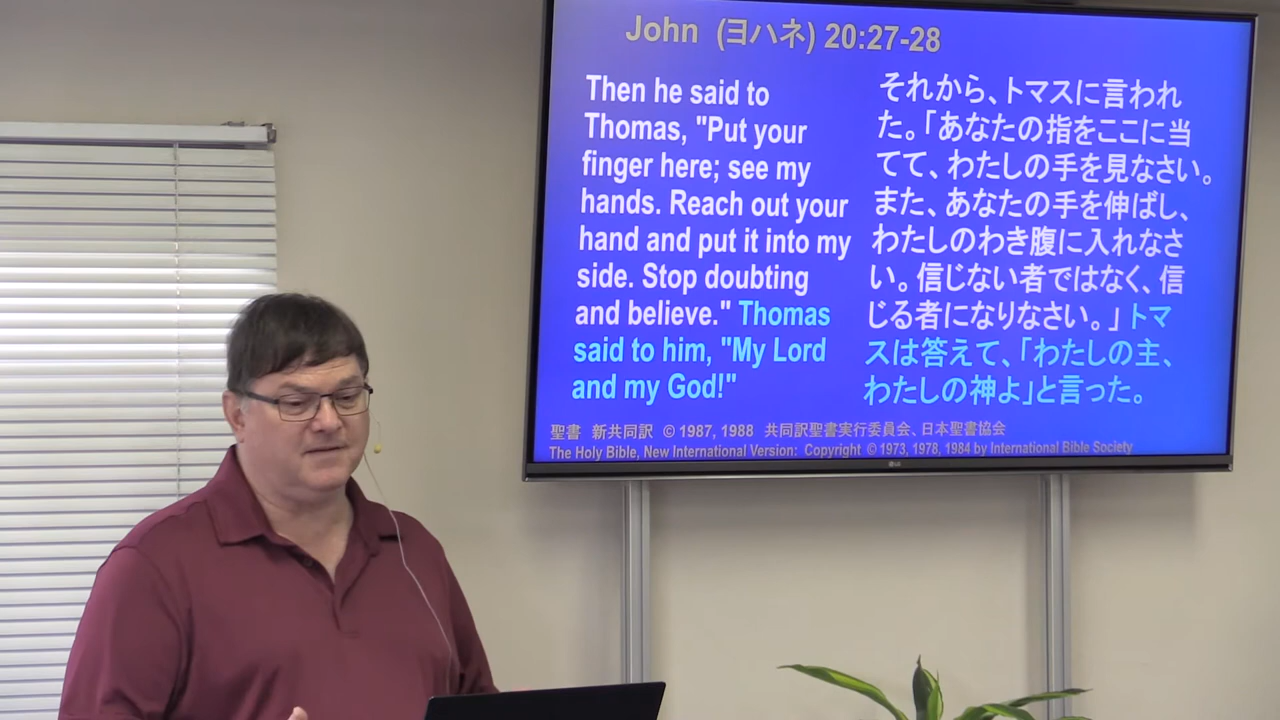 John (ヨハネ) 20:27-28
Then he said to
Thomas, "Put your
finger here; see my
hands. Reach out your
hand and put it into my
side. Stop doubting
and believe." Thomas
said to him, "My Lord
and my God!"
それから、トマスに言われ
た。「あなたの指をここに当
てて、わたしの手を見なさい。
また、あなたの手を伸ばし、
わたしのわき腹に入れなさ
い。信じない者ではなく、信
じる者になりなさい。」トマ
スは答えて、「わたしの主、
わたしの神よ」と言った。
聖書 新共同訳 © 1987, 1988 共同訳聖書実行委員会、日本聖書協会
The Holy Bible, New International Version: Copyright © 1973, 1978, 1984 by International Bible Society
LG